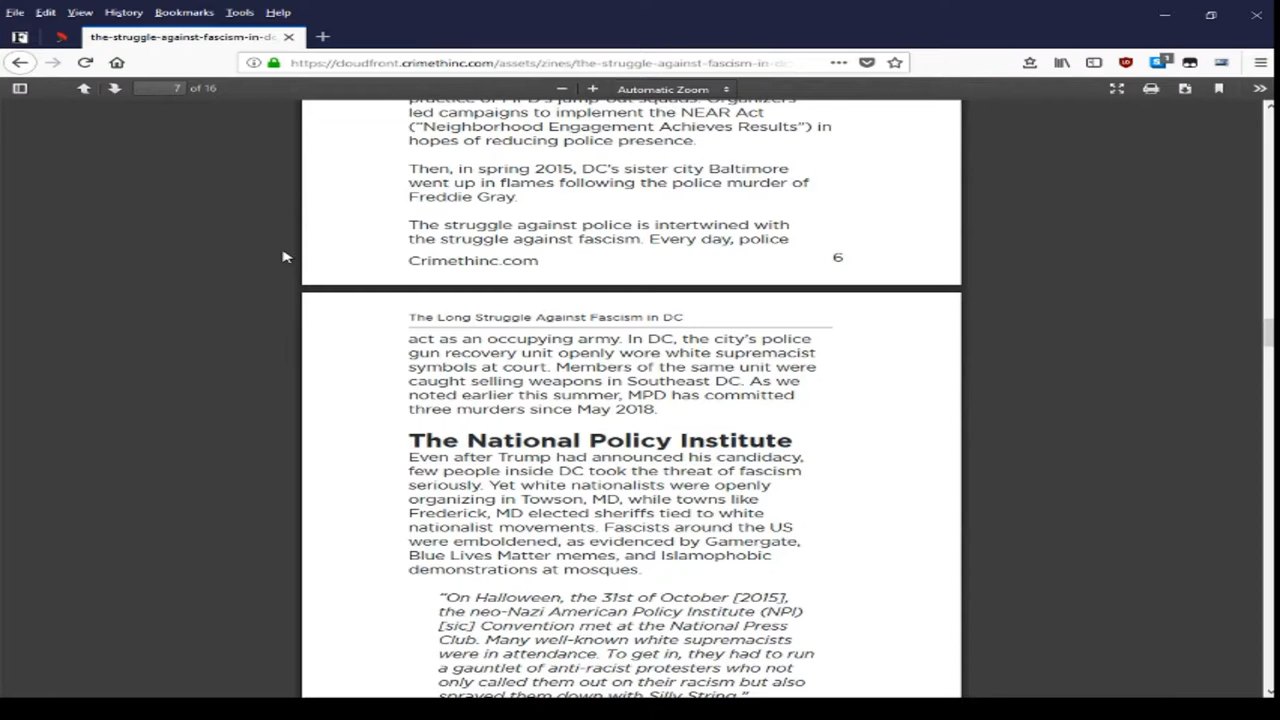 File Edit View History Bookmarks Tools Help
the-struggle-against-fascism-in-dc
https://cloudfront.crimethinc.com/assets/zines/the-struggle-against-fascism-in-dc
7 of 16
Automatic Zoom
practice of MPD's jump-out squads. Organizers
led campaigns to implement the NEAR Act
("Neighborhood Engagement Achieves Results") in
hopes of reducing police presence.
Then, in spring 2015, DC's sister city Baltimore
went up in flames following the police murder of
Freddie Gray.
The struggle against police is intertwined with
the struggle against fascism. Every day, police
Crimethinc.com 6
The Long Struggle Against Fascism in DC
act as an occupying army. In DC, the city's police
gun recovery unit openly wore white supremacist
symbols at court. Members of the same unit were
caught selling weapons in Southeast DC. As we
noted earlier this summer, MPD has committed
three murders since May 2018.
The National Policy Institute
Even after Trump had announced his candidacy,
few people inside DC took the threat of fascism
seriously. Yet white nationalists were openly
organizing in Towson, MD, while towns like
Frederick, MD elected sheriffs tied to white
nationalist movements. Fascists around the US
were emboldened, as evidenced by Gamergate,
Blue Lives Matter memes, and Islamophobic
demonstrations at mosques.
"On Halloween, the 31st of October [2015],
the neo-Nazi American Policy Institute (NPI)
[sic] Convention met at the National Press
Club. Many well-known white supremacists
were in attendance. To get in, they had to run
a gauntlet of anti-racist protesters who not
only called them out on their racism but also
sprayed them down with Silly String."